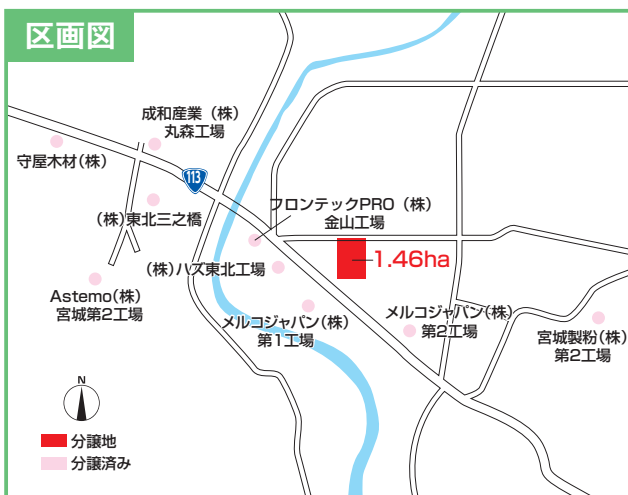 区画図
成和産業（株）
丸森工場
守屋木材(株)
113
フロンテックPRO（株）
金山工場
(株)東北三之橋
1.46ha
(株)ハズ東北工場
Astemo(株)
宮城第2工場
メルコジャパン(株)
第1工場
メルコジャパン(株)
第2工場
宮城製粉(株)
第2工場
N
分譲地
分譲済み